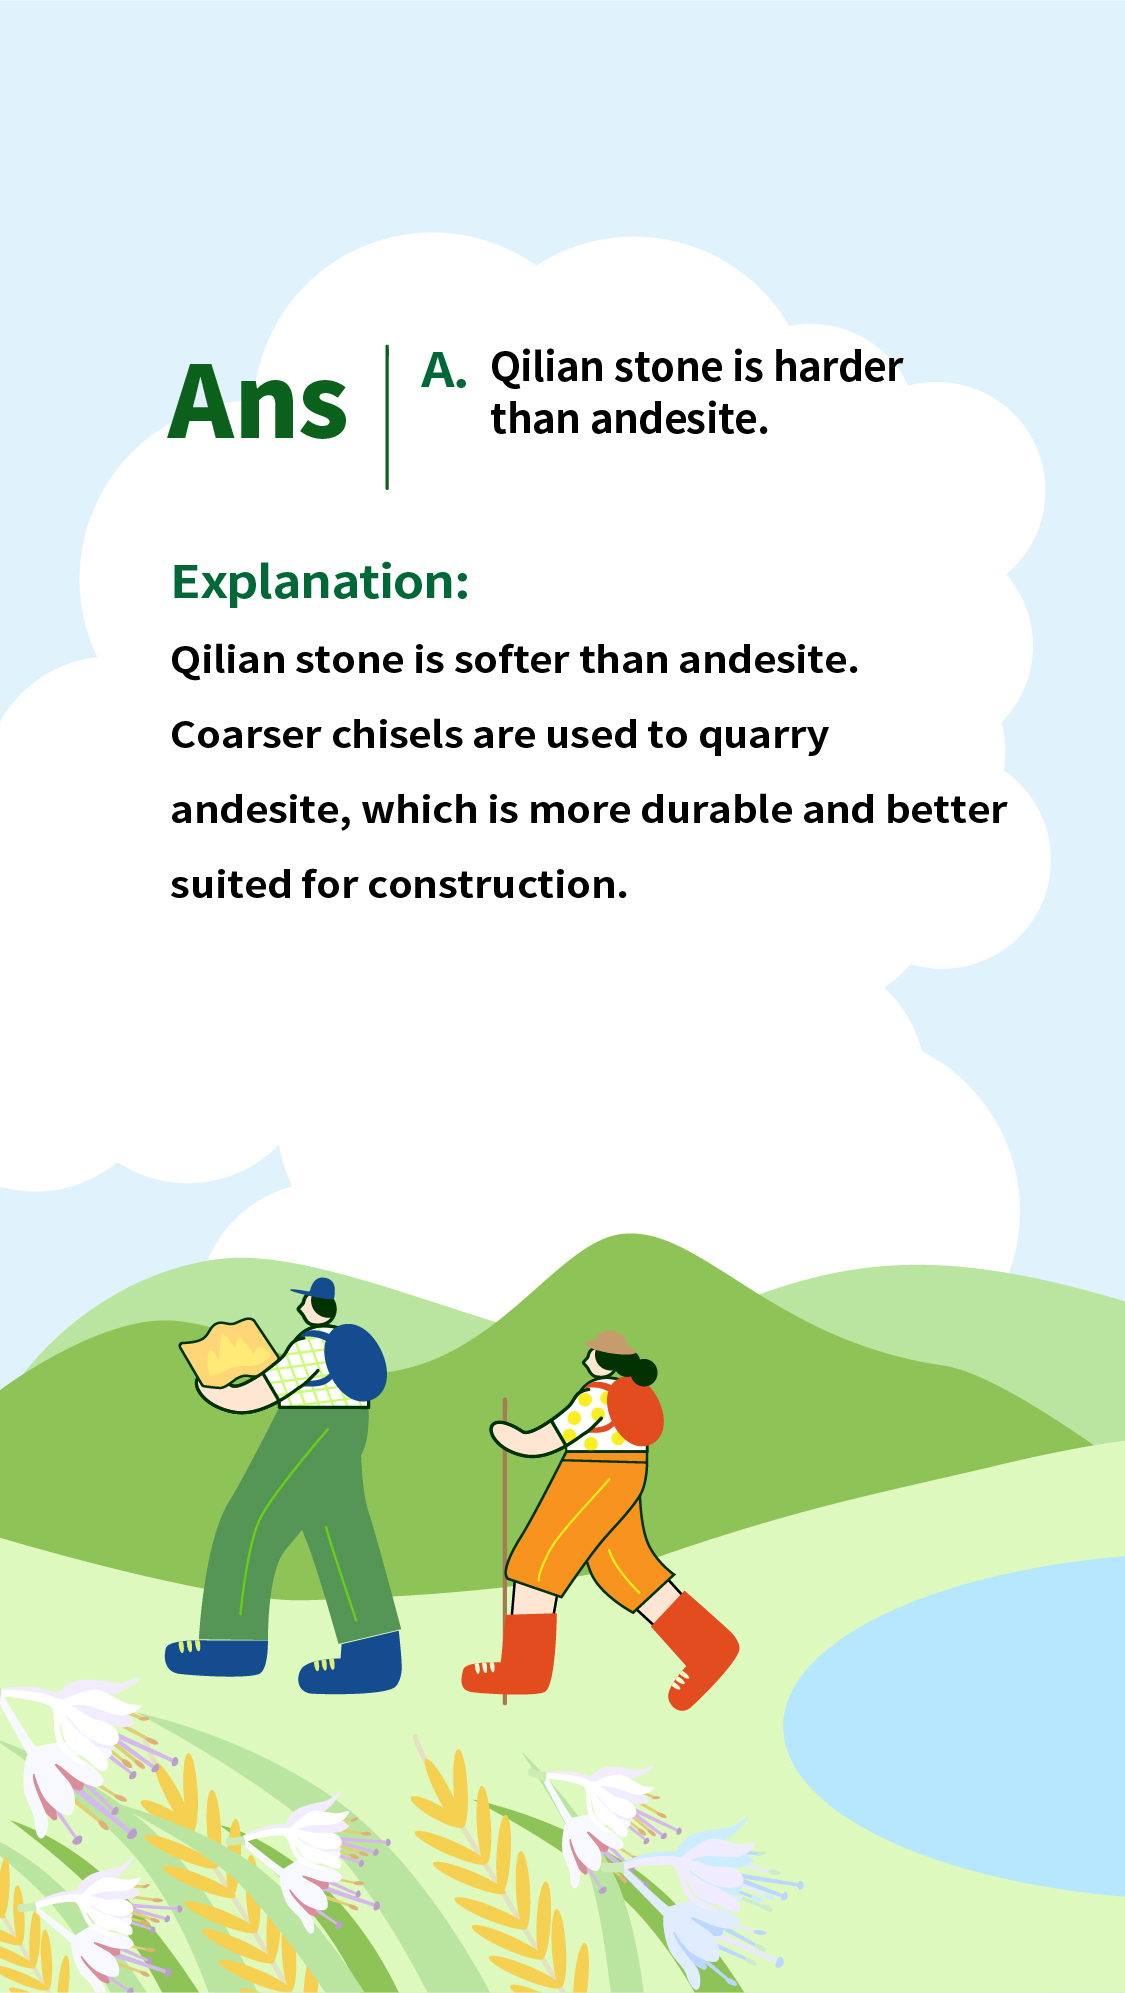 Ans
A. Qilian stone is harder
than andesite.
Explanation:
Qilian stone is softer than andesite.
Coarser chisels are used to quarry
andesite, which is more durable and better
suited for construction.